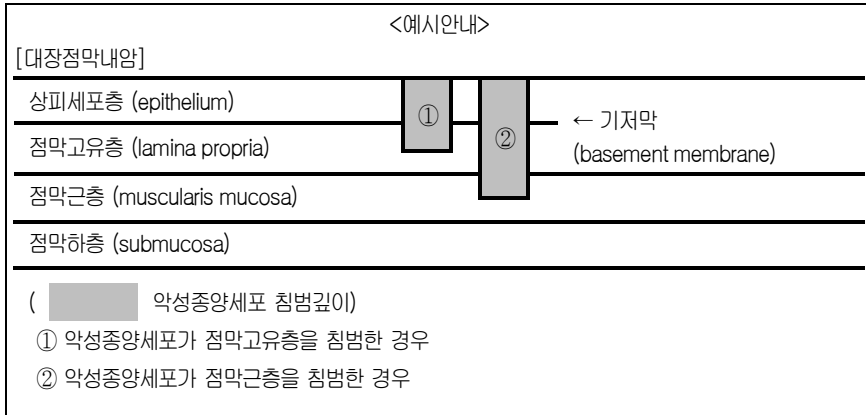 <예시안내>
[대장점막내암]
상피세포층 (epithelium)
①
← 기저막
점막고유층 (lamina propria)
②
(basement membrane)
점막근층 (muscularis mucosa)
점막하층 (submucosa)
( 악성종양세포 침범깊이)
① 악성종양세포가 점막고유층을 침범한 경우
② 악성종양세포가 점막근층을 침범한 경우